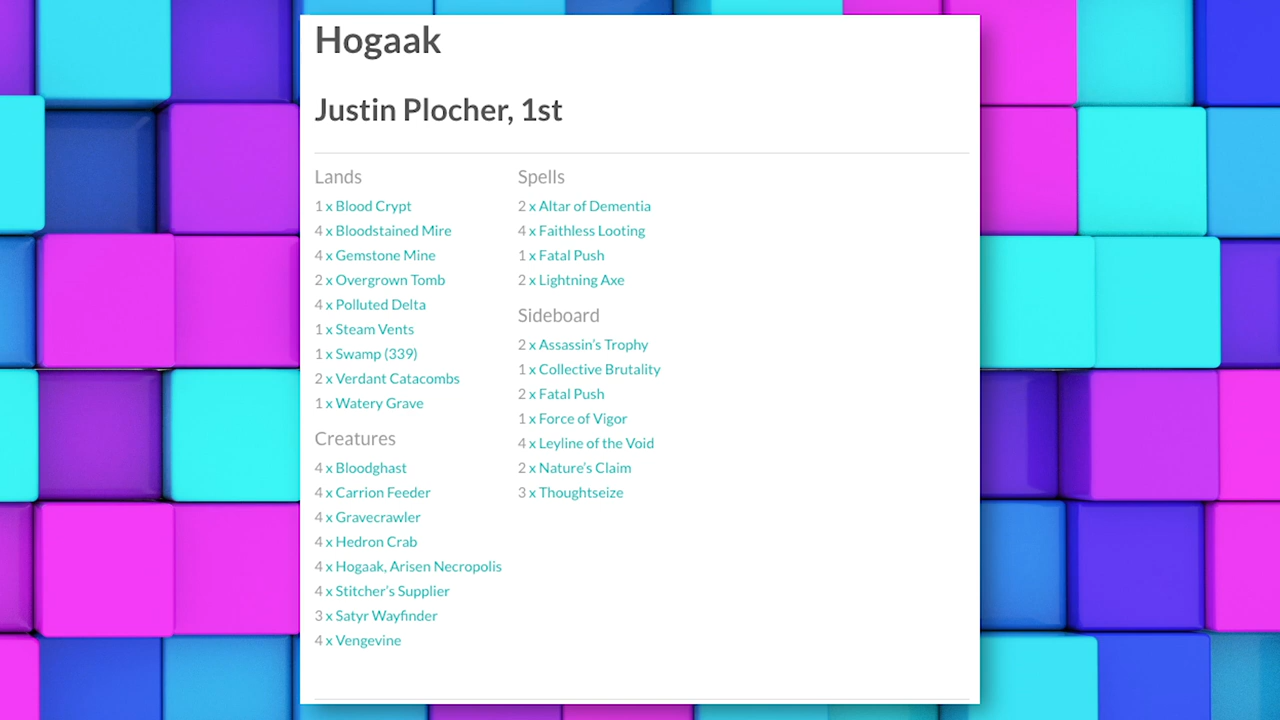 Hogaak
Justin Plocher, 1st
Lands
1 x Blood Crypt
4 x Bloodstained Mire
4 x Gemstone Mine
2 x Overgrown Tomb
4 x Polluted Delta
1 x Steam Vents
1 x Swamp (339)
2 x Verdant Catacombs
1 x Watery Grave
Creatures
4 x Bloodghast
4 x Carrion Feeder
4 x Gravecrawler
4 x Hedron Crab
4 x Hogaak, Arisen Necropolis
4 x Stitcher’s Supplier
3 x Satyr Wayfinder
4 x Vengevine
Spells
2 x Altar of Dementia
4 x Faithless Looting
1 x Fatal Push
2 x Lightning Axe
Sideboard
2 x Assassin’s Trophy
1 x Collective Brutality
2 x Fatal Push
1 x Force of Vigor
4 x Leyline of the Void
2 x Nature’s Claim
3 x Thoughtseize